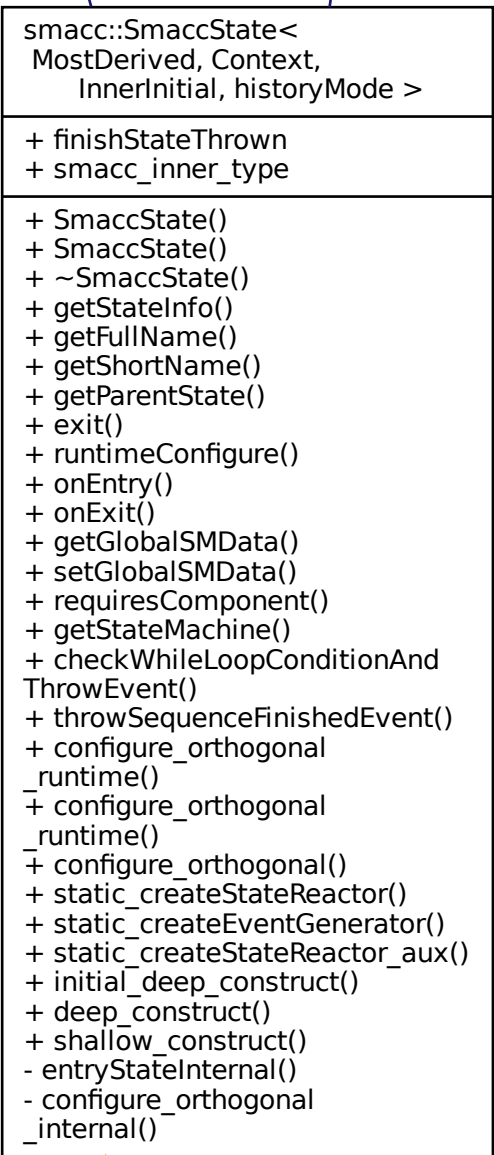 smacc::SmaccState<
MostDerived, Context,
InnerInitial, historyMode >
+ finishStateThrown
+ smacc_inner_type
+ SmaccState()
+ SmaccState()
+ ~SmaccState()
+ getStateInfo()
+ getFullName()
+ getShortName()
+ getParentState()
+ exit()
+ runtimeConfigure()
+ onEntry()
+ onExit()
+ getGlobalSMData()
+ setGlobalSMData()
+ requiresComponent()
+ getStateMachine()
+ checkWhileLoopConditionAnd
ThrowEvent()
+ throwSequenceFinishedEvent()
+ configure_orthogonal
_runtime()
+ configure_orthogonal
_runtime()
+ configure_orthogonal()
+ static_createStateReactor()
+ static_createEventGenerator()
+ static_createStateReactor_aux()
+ initial_deep_construct()
+ deep_construct()
+ shallow_construct()
- entryStateInternal()
- configure_orthogonal
_internal()